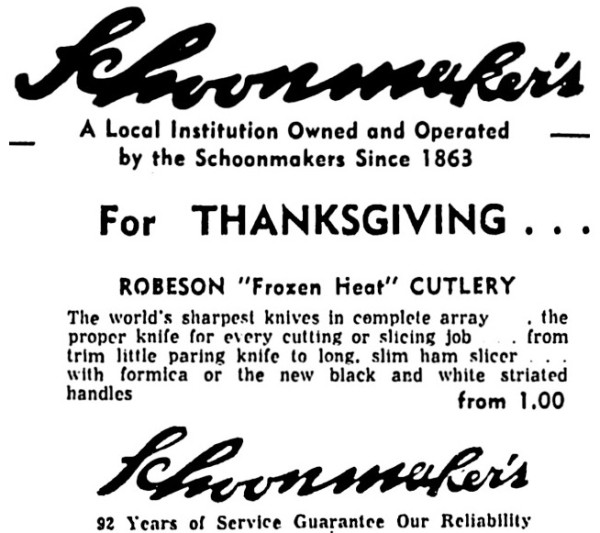 Schoonmaker's
A Local Institution Owned and Operated
by the Schoonmakers Since 1863
For THANKSGIVING . . .
ROBESON "Frozen Heat" CUTLERY
The world's sharpest knives in complete array . the
proper knife for every cutting or slicing job . . from
trim little paring knife to long, slim ham slicer . . .
with formica or the new black and white striated
handles
from 1.00
Schoonmaker's
92 Years of Service Guarantee Our Reliability